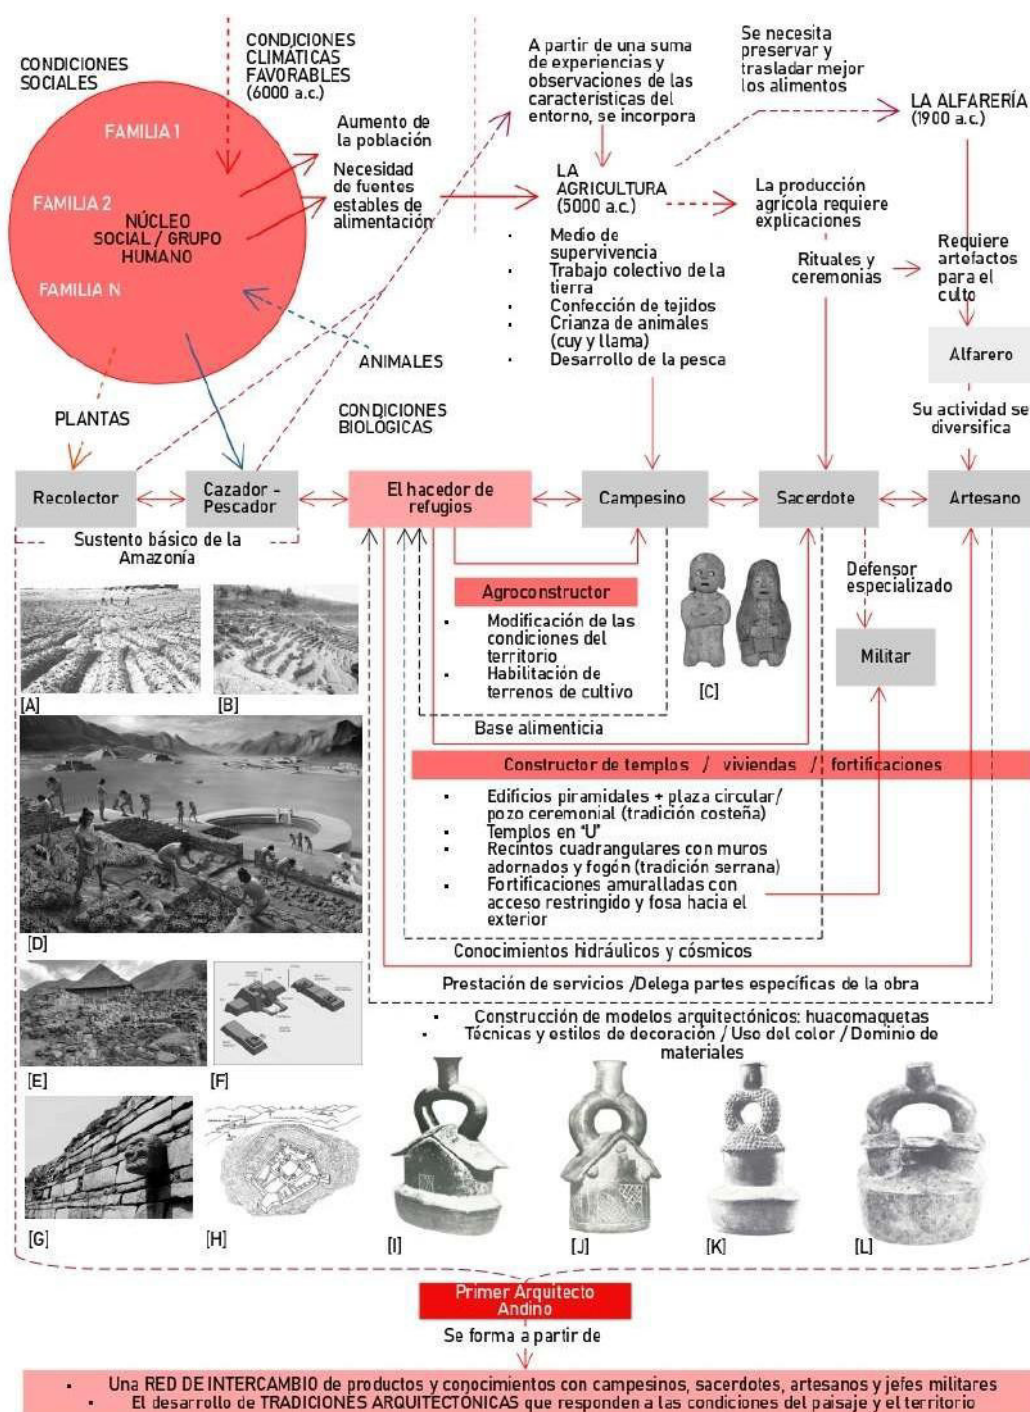 CONDICIONES
SOCIALES
CONDICIONES
CLIMÁTICAS
FAVORABLES
(6000 a.c.)
FAMILIA 1
FAMILIA 2
NÚCLEO
SOCIAL / GRUPO
HUMANO
FAMILIA N
Aumento de
la población
Necesidad
de fuentes
estables de
alimentación
A partir de una suma
de experiencias y
observaciones de las
características del
entorno, se incorpora
Se necesita
preservar y
trasladar mejor
los alimentos
LA ALFARERÍA
(1900 a.c.)
LA
AGRICULTURA
(5000 a.c.)
• Medio de
supervivencia
• Trabajo colectivo de la
tierra
• Confección de tejidos
• Crianza de animales
(cuy y llama)
• Desarrollo de la pesca
La producción
agrícola requiere
explicaciones
Rituales y
ceremonias
Requiere
artefactos
para el
culto
Alfarero
Su actividad se
diversifica
ANIMALES
PLANTAS
CONDICIONES
BIOLÓGICAS
Recolector
Cazador -
Pescador
El hacedor de
refugios
Campesino
Sacerdote
Artesano
Sustento básico de la
Amazonía
Agroconstructor
• Modificación de las
condiciones del
territorio
• Habilitación de
terrenos de cultivo
Base alimenticia
[A]
[B]
[C]
Defensor
especializado
Militar
Constructor de templos / viviendas / fortificaciones
• Edificios piramidales + plaza circular/
pozo ceremonial (tradición costeña)
• Templos en "U"
• Recintos cuadrangulares con muros
adornados y fogón (tradición serrana)
• Fortificaciones amuralladas con
acceso restringido y fosa hacia el
exterior
[D]
Conocimientos hidráulicos y cósmicos
Prestación de servicios /Delega partes específicas de la obra
• Construcción de modelos arquitectónicos: huacomaquetas
• Técnicas y estilos de decoración / Uso del color / Dominio de
materiales
[E]
[F]
[G]
[H]
[I]
[J]
[K]
[L]
Primer Arquitecto
Andino
Se forma a partir de
• Una RED DE INTERCAMBIO de productos y conocimientos con campesinos, sacerdotes, artesanos y jefes militares
• El desarrollo de TRADICIONES ARQUITECTÓNICAS que responden a las condiciones del paisaje y el territorio